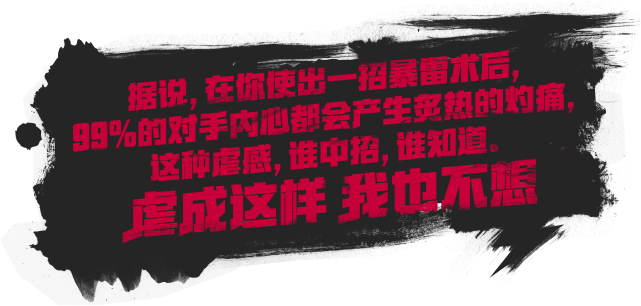 据说，在你使出一招暴雷术后，
99%的对手内心都会产生炙热的灼痛，
这种虐感，谁中招，谁知道。
虐成这样 我也不想